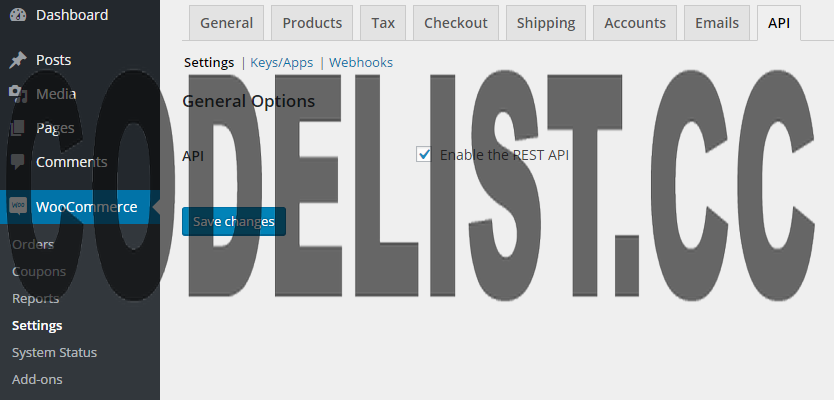 Dashboard
Posts
Media
Pages
Comments
WooCommerce
Orders
Coupons
Reports
Settings
System Status
Add-ons
General
Products
Tax
Checkout
Shipping
Accounts
Emails
API
Settings | Keys/Apps | Webhooks
General Options
API
Enable the REST API
Save changes
CODELIST.CC